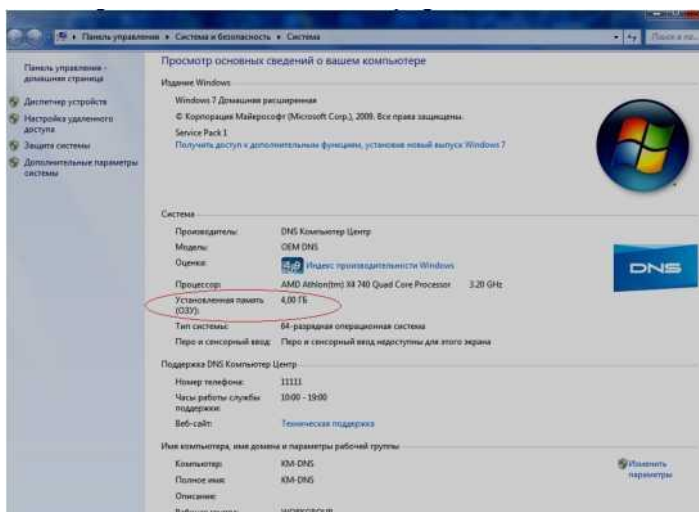 Панель управления ▸ Система и безопасность ▸ Система
Панель управления - домашняя страница
Диспетчер устройств
Настройка удаленного доступа
Защита системы
Дополнительные параметры системы
Просмотр основных сведений о вашем компьютере
Издание Windows
Windows 7 Домашняя расширенная
© Корпорация Майкрософт (Microsoft Corp.), 2009. Все права защищены.
Service Pack 1
Получить доступ к дополнительным функциям, установив новый выпуск Windows 7
Система
Производитель: DNS Компьютер Центр
Модель: OEM DNS
Оценка: 4,9 Индекс производительности Windows
Процессор: AMD Athlon(tm) X4 740 Quad Core Processor 3.20 GHz
Установленная память (ОЗУ): 4,00 ГБ
Тип системы: 64-разрядная операционная система
Перо и сенсорный ввод: Перо и сенсорный ввод недоступны для этого экрана
DNS
Поддержка DNS Компьютер Центр
Номер телефона: 11111
Часы работы службы поддержки: 10:00 - 19:00
Веб-сайт: Техническая поддержка
Имя компьютера, имя домена и параметры рабочей группы
Компьютер: KM-DNS
Полное имя: KM-DNS
Описание:
Изменить параметры
Рабочая группа: WORKGROUP